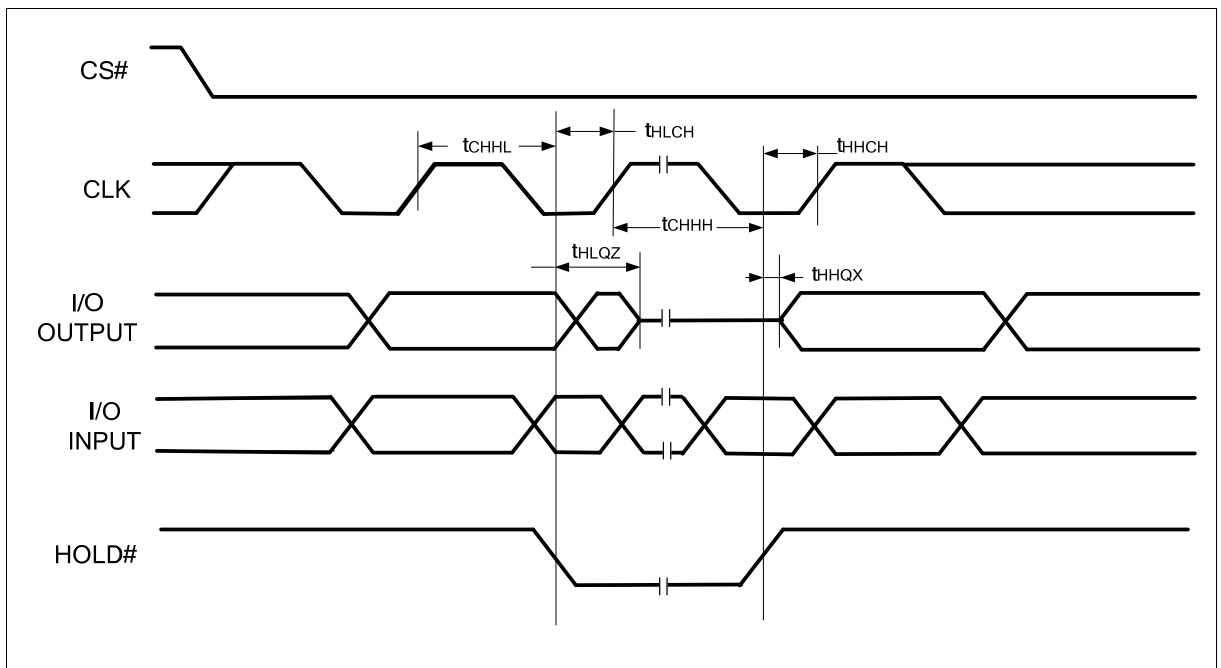 CS#
tCHHL
tHLCH
tHHCH
CLK
tCHHH
tHLQZ
tHHQX
I/O
OUTPUT
I/O
INPUT
HOLD#